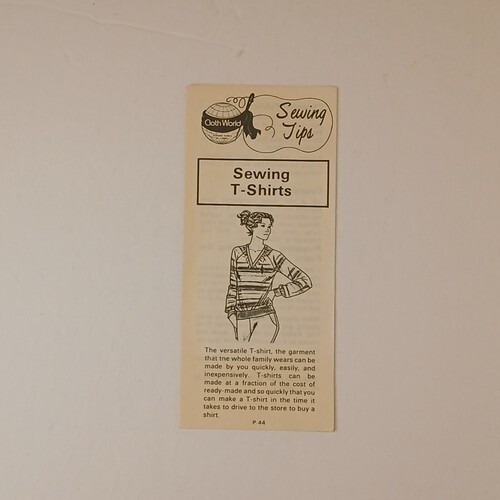 Cloth World
Sewing
Tips
Sewing
T-Shirts
The versatile T-shirt, the garment
that the whole family wears can be
made by you quickly, easily, and
inexpensively. T-shirts can be
made at a fraction of the cost of
ready-made and so quickly that you
can make a T-shirt in the time it
takes to drive to the store to buy a
shirt.
P 44